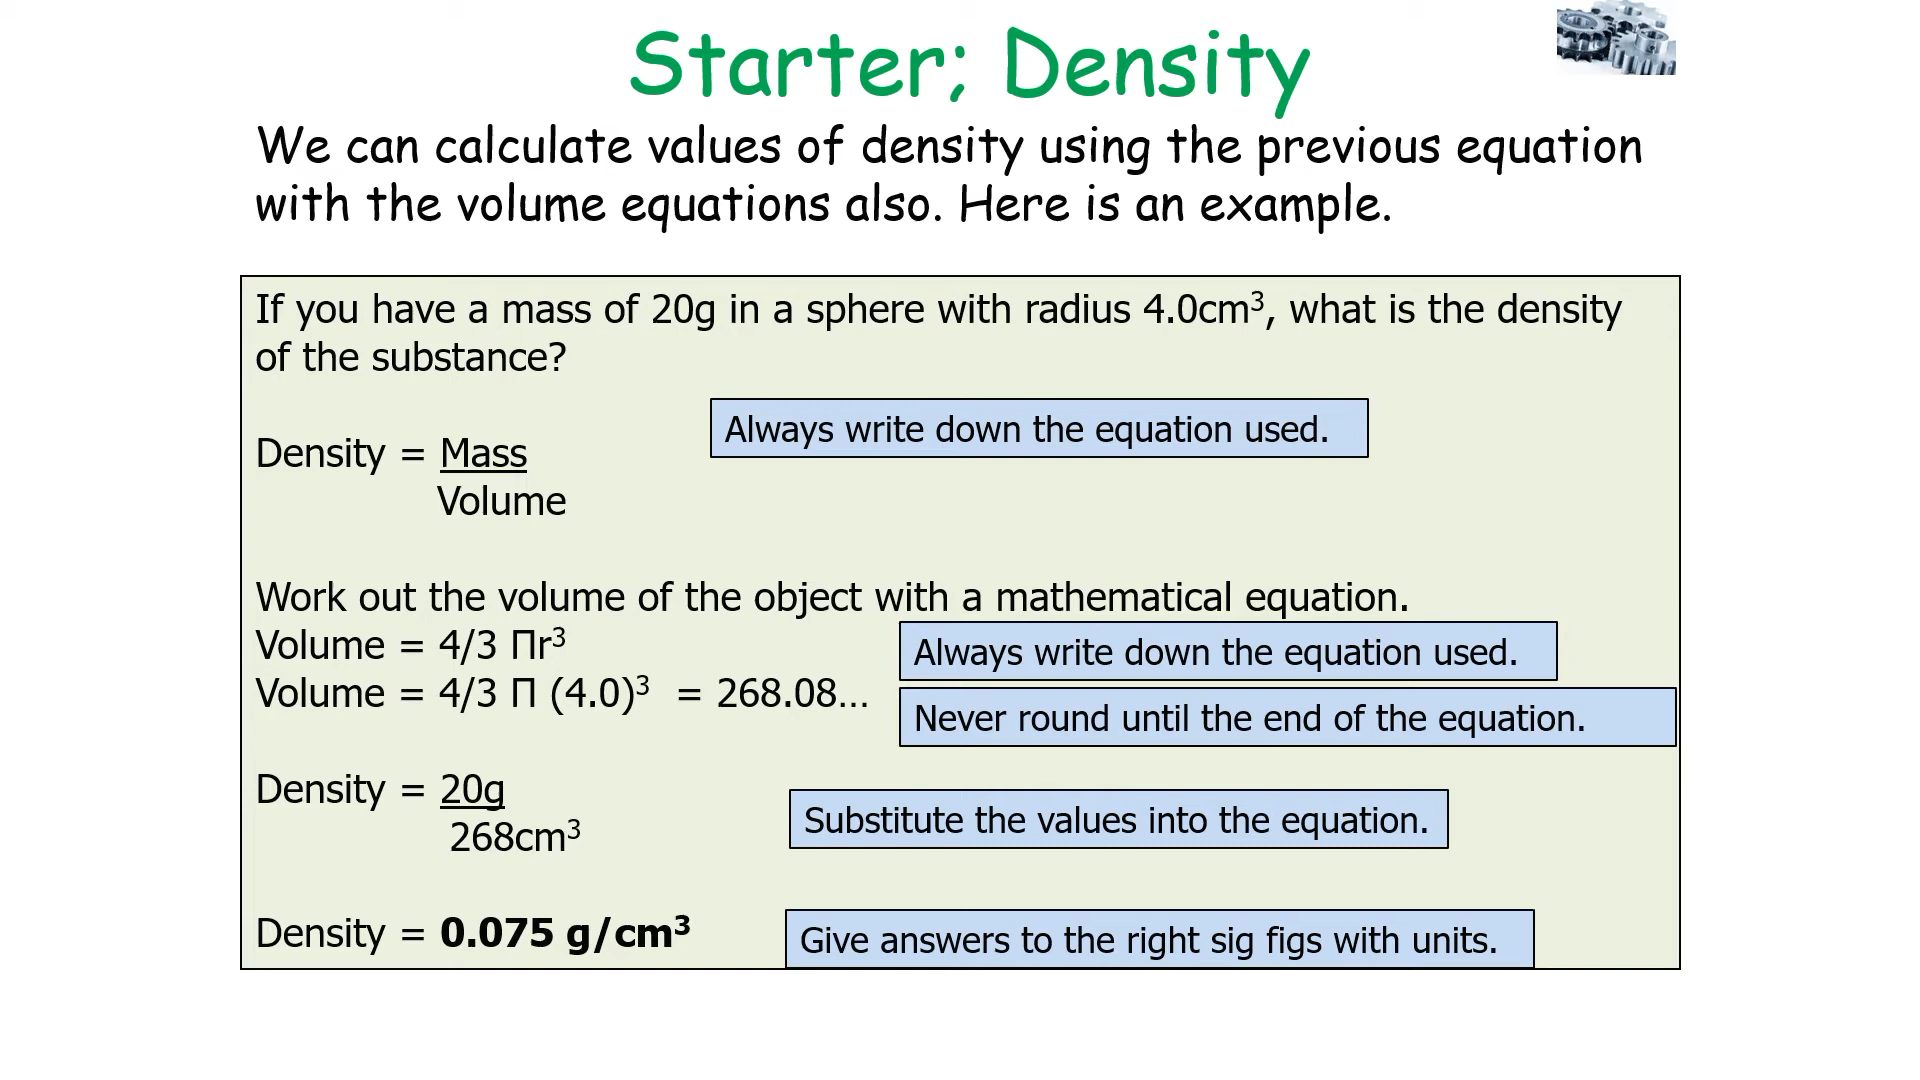 Starter; Density
We can calculate values of density using the previous equation
with the volume equations also. Here is an example.
If you have a mass of 20g in a sphere with radius 4.0cm³, what is the density
of the substance?
Always write down the equation used.
Density = Mass
Volume
Work out the volume of the object with a mathematical equation.
Volume = 4/3 Πr³
Always write down the equation used.
Volume = 4/3 Π (4.0)³ = 268.08…
Never round until the end of the equation.
Density = 20g
268cm³
Substitute the values into the equation.
Density = 0.075 g/cm³
Give answers to the right sig figs with units.